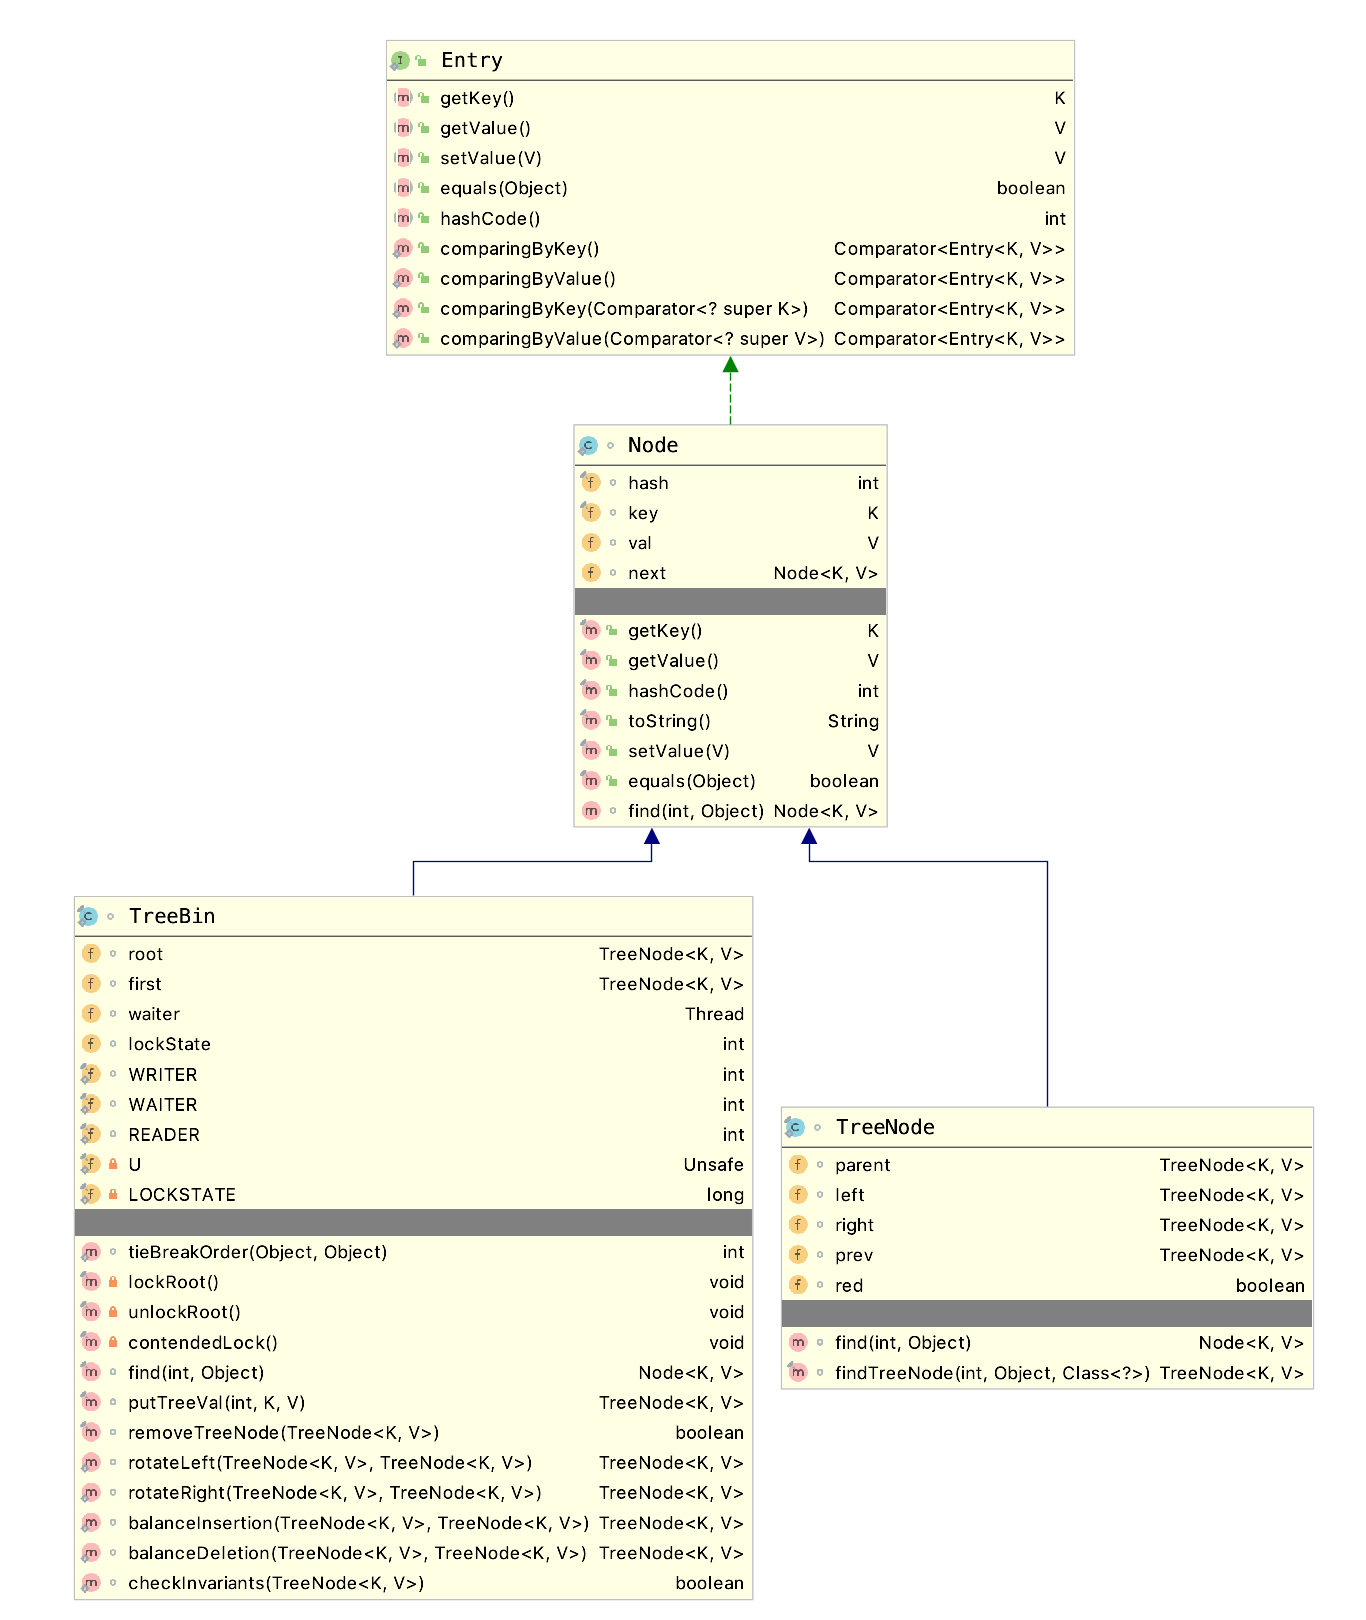 Entry
getKey() K
getValue() V
setValue(V) V
equals(Object) boolean
hashCode() int
comparingByKey() Comparator<Entry<K, V>>
comparingByValue() Comparator<Entry<K, V>>
comparingByKey(Comparator<? super K>) Comparator<Entry<K, V>>
comparingByValue(Comparator<? super V>) Comparator<Entry<K, V>>
Node
hash int
key K
val V
next Node<K, V>
getKey() K
getValue() V
hashCode() int
toString() String
setValue(V) V
equals(Object) boolean
find(int, Object) Node<K, V>
TreeBin
root TreeNode<K, V>
first TreeNode<K, V>
waiter Thread
lockState int
WRITER int
WAITER int
READER int
U Unsafe
LOCKSTATE long
tieBreakOrder(Object, Object) int
lockRoot() void
unlockRoot() void
contendedLock() void
find(int, Object) Node<K, V>
putTreeVal(int, K, V) TreeNode<K, V>
removeTreeNode(TreeNode<K, V>) boolean
rotateLeft(TreeNode<K, V>, TreeNode<K, V>) TreeNode<K, V>
rotateRight(TreeNode<K, V>, TreeNode<K, V>) TreeNode<K, V>
balanceInsertion(TreeNode<K, V>, TreeNode<K, V>) TreeNode<K, V>
balanceDeletion(TreeNode<K, V>, TreeNode<K, V>) TreeNode<K, V>
checkInvariants(TreeNode<K, V>) boolean
TreeNode
parent TreeNode<K, V>
left TreeNode<K, V>
right TreeNode<K, V>
prev TreeNode<K, V>
red boolean
find(int, Object) Node<K, V>
findTreeNode(int, Object, Class<?>) TreeNode<K, V>